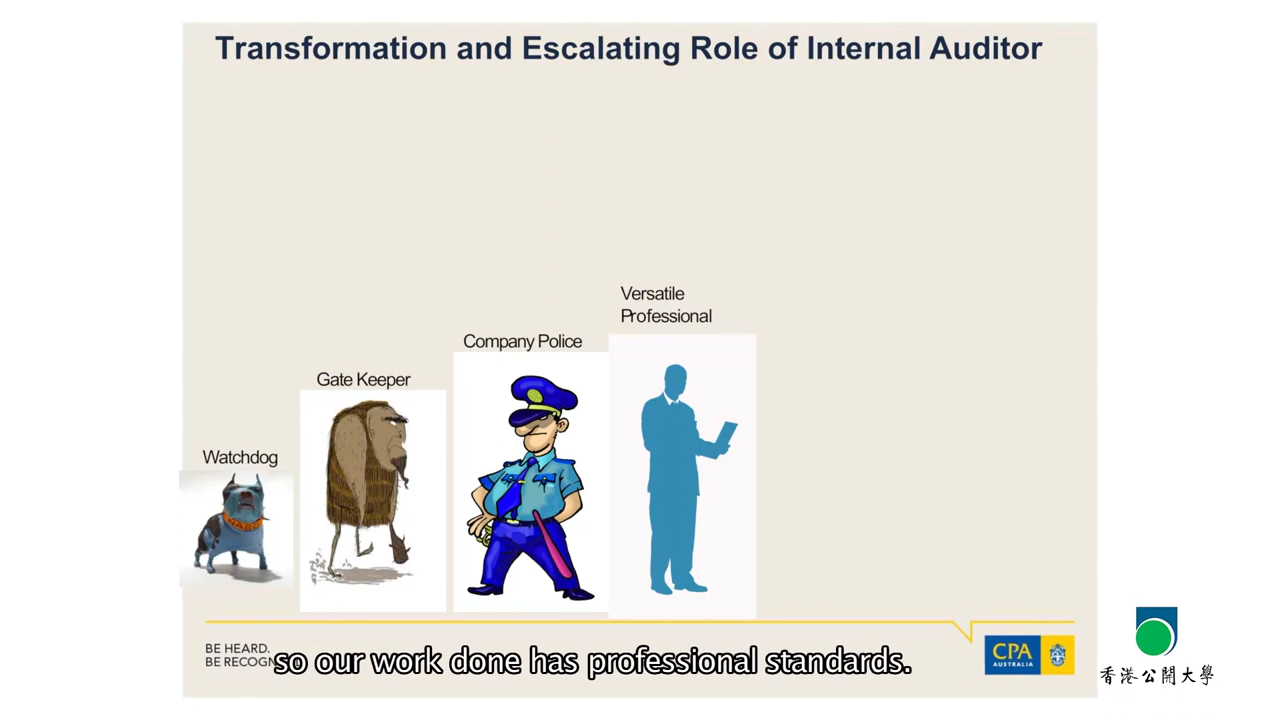 Transformation and Escalating Role of Internal Auditor
Versatile
Professional
Company Police
Gate Keeper
Watchdog
BE HEARD.
BE RECOGN
so our work done has professional standards.
CPA
AUSTRALIA
香港公開大學